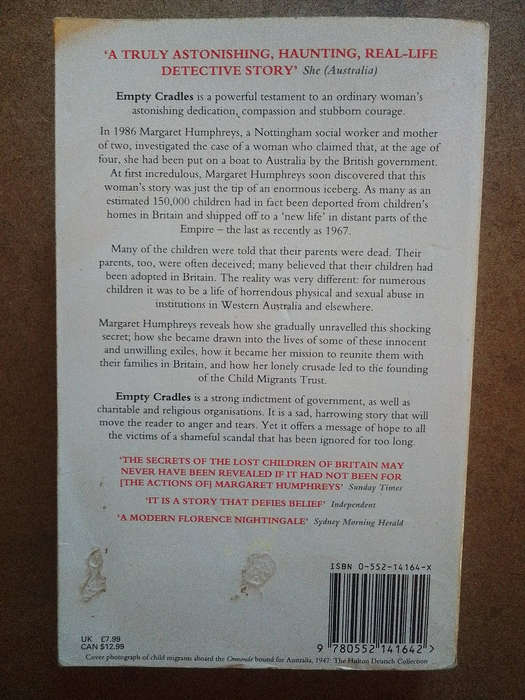 ‘A TRULY ASTONISHING, HAUNTING, REAL-LIFE
DETECTIVE STORY’ She (Australia)
Empty Cradles is a powerful testament to an ordinary woman's
astonishing dedication, compassion and stubborn courage.
In 1986 Margaret Humphreys, a Nottingham social worker and mother
of two, investigated the case of a woman who claimed that, at the age of
four, she had been put on a boat to Australia by the British government.
At first incredulous, Margaret Humphreys soon discovered that this
woman's story was just the tip of an enormous iceberg. As many as an
estimated 150,000 children had in fact been deported from children's
homes in Britain and shipped off to a ‘new life’ in distant parts of the
Empire – the last as recently as 1967.
Many of the children were told that their parents were dead. Their
parents, too, were often deceived; many believed that their children had
been adopted in Britain. The reality was very different: for numerous
children it was to be a life of horrendous physical and sexual abuse in
institutions in Western Australia and elsewhere.
Margaret Humphreys reveals how she gradually unravelled this shocking
secret; how she became drawn into the lives of some of these innocent
and unwilling exiles, how it became her mission to reunite them with
their families in Britain, and how her lonely crusade led to the founding
of the Child Migrants Trust.
Empty Cradles is a strong indictment of government, as well as
charitable and religious organisations. It is a sad, harrowing story that will
move the reader to anger and tears. Yet it offers a message of hope to all
the victims of a shameful scandal that has been ignored for too long.
‘THE SECRETS OF THE LOST CHILDREN OF BRITAIN MAY
NEVER HAVE BEEN REVEALED IF IT HAD NOT BEEN FOR
[THE ACTIONS OF] MARGARET HUMPHREYS’ Sunday Times
‘IT IS A STORY THAT DEFIES BELIEF’ Independent
‘A MODERN FLORENCE NIGHTINGALE’ Sydney Morning Herald
ISBN 0-552-14164-X
9 780552 141642 >
UK £7.99
CAN $12.99
Cover photograph of child migrants aboard the Ormonde bound for Australia, 1947: The Hulton Deutsch Collection